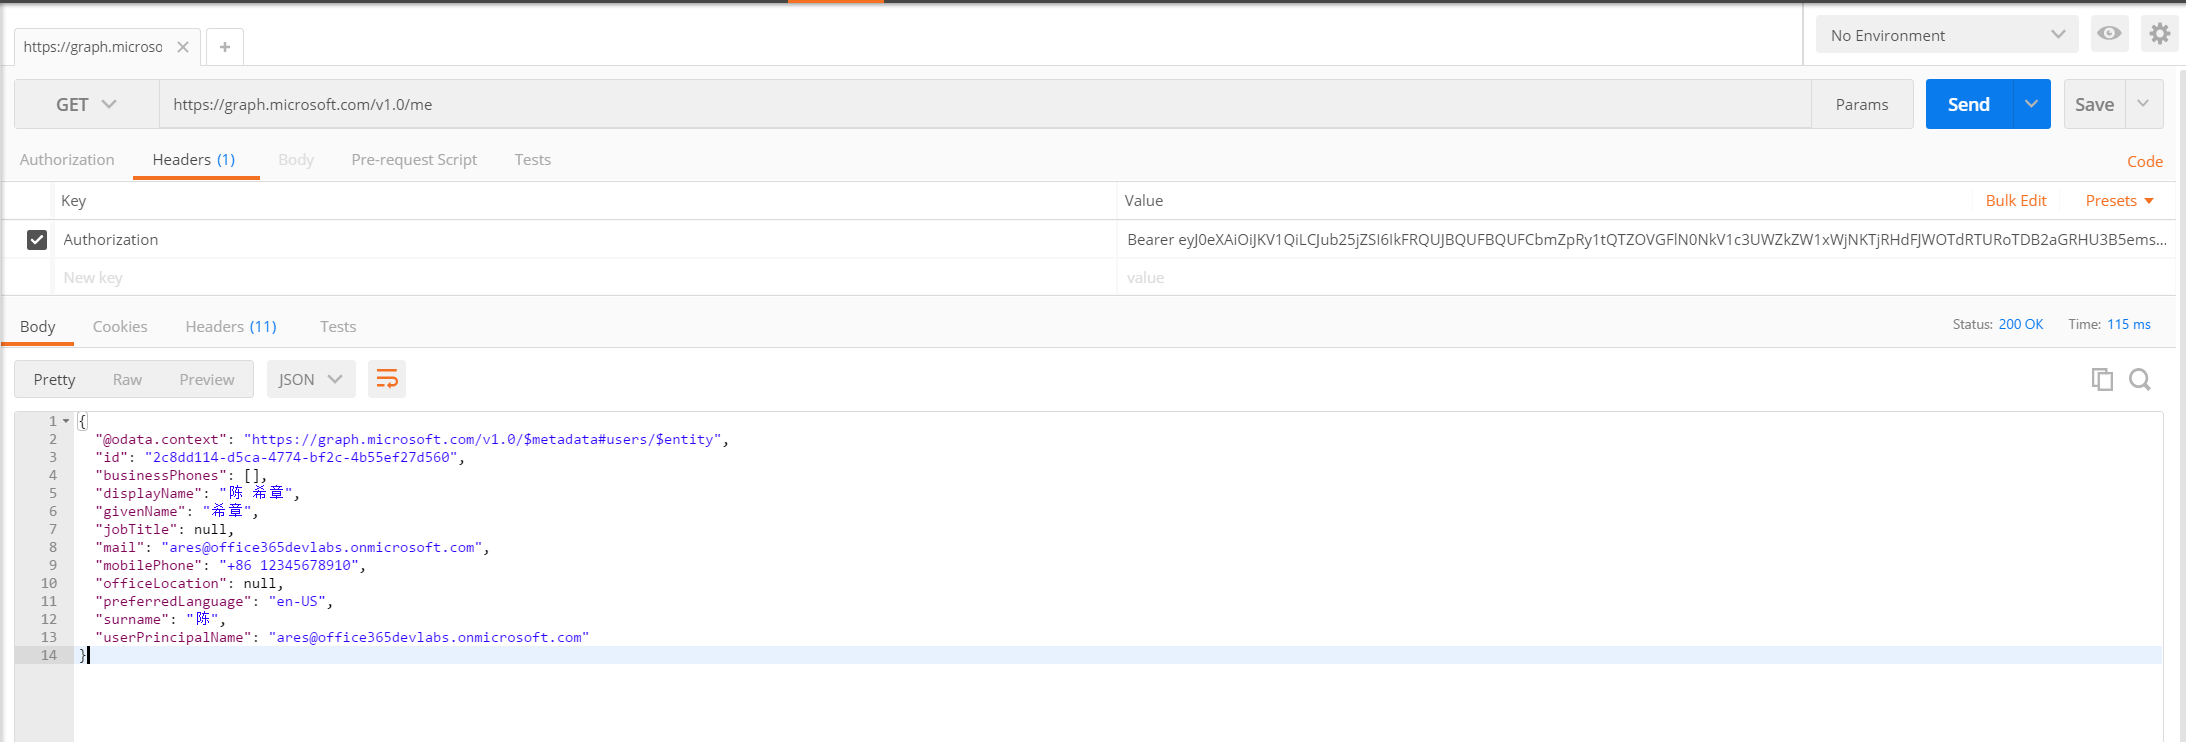 https://graph.microso
No Environment
GET https://graph.microsoft.com/v1.0/me Params Send Save
Authorization Headers (1) Body Pre-request Script Tests Code
Key Value Bulk Edit Presets
Authorization Bearer eyJ0eXAiOiJKV1QiLCJub25jZSI6IkFRQUJBQUFBQUFCbmZpRy1tQTZOVGFlN0NkV1c3UWZkZW1xWjNKTjRHdFJWOTdRTURoTDB2aGRHU3B5ems...
New key value
Body Cookies Headers (11) Tests Status: 200 OK Time: 115 ms
Pretty Raw Preview JSON
1 {
2 "@odata.context": "https://graph.microsoft.com/v1.0/$metadata#users/$entity",
3 "id": "2c8dd114-d5ca-4774-bf2c-4b55ef27d560",
4 "businessPhones": [],
5 "displayName": "陈 希章",
6 "givenName": "希章",
7 "jobTitle": null,
8 "mail": "ares@office365devlabs.onmicrosoft.com",
9 "mobilePhone": "+86 12345678910",
10 "officeLocation": null,
11 "preferredLanguage": "en-US",
12 "surname": "陈",
13 "userPrincipalName": "ares@office365devlabs.onmicrosoft.com"
14 }